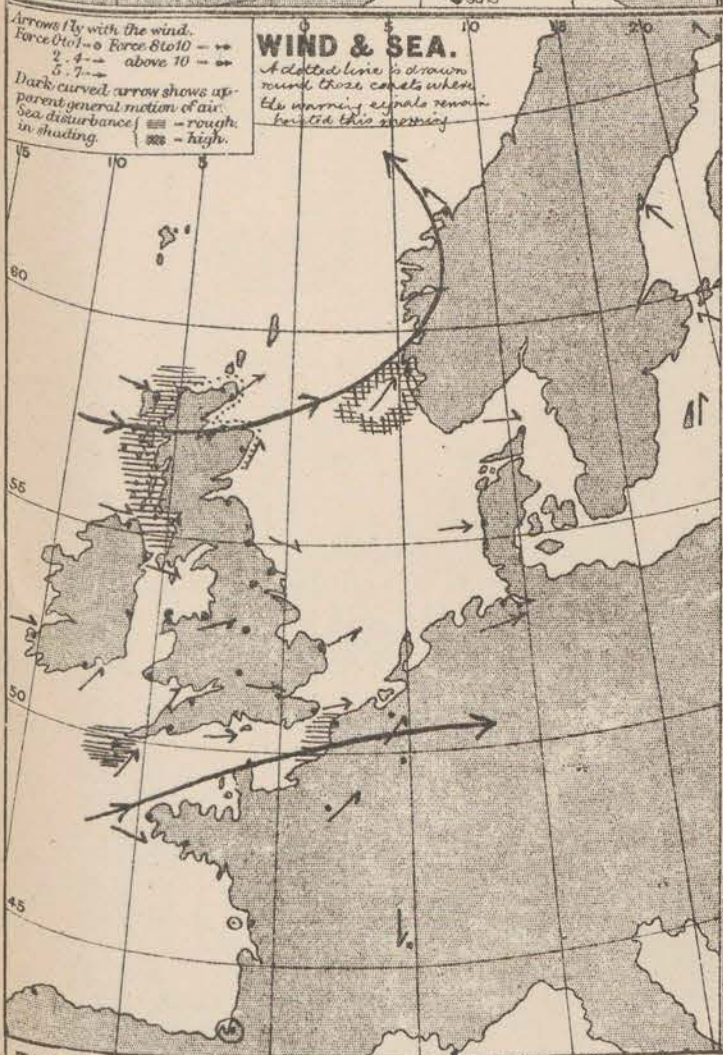 Arrows fly with the wind.
Force 0 to 1 – Force 8 to 10 –
2 . 4 – above 10 –
5 . 7 –
Dark curved arrow shows ap-
parent general motion of air.
Sea disturbance – rough.
in shading. – high.
WIND & SEA.
A dotted line is drawn
round those coasts where
the warning signals remain
hoisted this morning
0 5 10 15 20
15 10 5
60
55
50
45